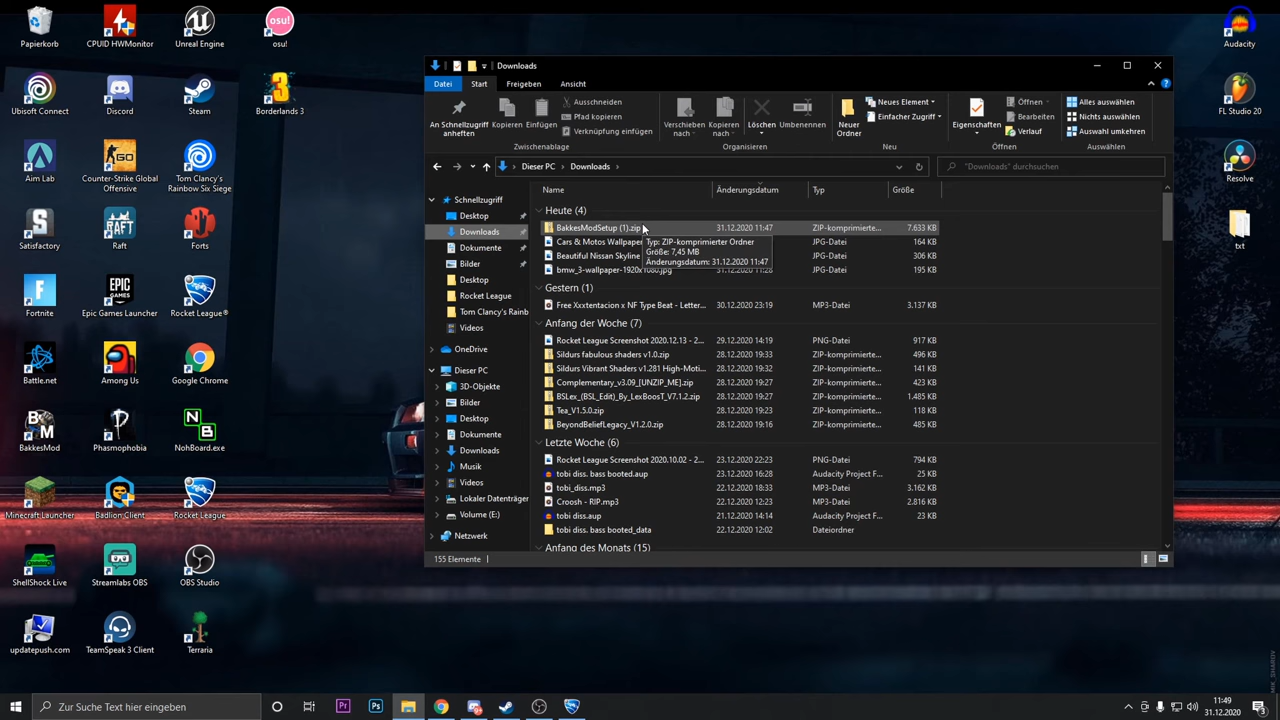 Papierkorb
CPUID HWMonitor
Unreal Engine
osu!
osu!
Ubisoft Connect
Discord
Steam
Borderlands 3
Aim Lab
Counter-Strike Global
Offensive
Tom Clancy's
Rainbow Six Siege
Satisfactory
Raft
Forts
Fortnite
Epic Games Launcher
Rocket League®
Battle.net
Among Us
Google Chrome
BakkesMod
Phasmophobia
NohBoard.exe
Minecraft Launcher
Badlion Client
Rocket League
ShellShock Live
Streamlabs OBS
OBS Studio
updatepush.com
TeamSpeak 3 Client
Terraria
Audacity
FL Studio 20
Resolve
txt
Downloads
Datei Start Freigeben Ansicht
An Schnellzugriff
anheften
Kopieren
Einfügen
Ausschneiden
Pfad kopieren
Verknüpfung einfügen
Zwischenablage
Verschieben
nach
Kopieren
nach
Löschen
Umbenennen
Organisieren
Neuer
Ordner
Neues Element
Einfacher Zugriff
Neu
Eigenschaften
Öffnen
Bearbeiten
Verlauf
Öffnen
Alles auswählen
Nichts auswählen
Auswahl umkehren
Auswählen
Dieser PC > Downloads >
"Downloads" durchsuchen
Schnellzugriff
Desktop
Downloads
Dokumente
Bilder
Desktop
Rocket League
Tom Clancy's Rainb
Videos
OneDrive
Dieser PC
3D-Objekte
Bilder
Desktop
Dokumente
Downloads
Musik
Videos
Lokaler Datenträger
Volume (E:)
Netzwerk
Name Änderungsdatum Typ Größe
Heute (4)
BakkesModSetup (1).zip 31.12.2020 11:47 ZIP-komprimierte... 7.633 KB
Cars & Motos Wallpaper JPG-Datei 164 KB
Beautiful Nissan Skyline JPG-Datei 306 KB
bmw_3-wallpaper-1920x1080.jpg 31.12.2020 11:28 JPG-Datei 195 KB
Typ: ZIP-komprimierter Ordner
Größe: 7,45 MB
Änderungsdatum: 31.12.2020 11:47
Gestern (1)
Free Xxxtentacion x NF Type Beat - Letter... 30.12.2020 23:19 MP3-Datei 3.137 KB
Anfang der Woche (7)
Rocket League Screenshot 2020.12.13 - 2... 29.12.2020 14:19 PNG-Datei 917 KB
Sildurs fabulous shaders v1.0.zip 28.12.2020 19:33 ZIP-komprimierte... 496 KB
Sildurs Vibrant Shaders v1.281 High-Moti... 28.12.2020 19:32 ZIP-komprimierte... 141 KB
Complementary_v3.09_[UNZIP_ME].zip 28.12.2020 19:27 ZIP-komprimierte... 423 KB
BSLex_(BSL_Edit)_By_LexBoosT_V7.1.2.zip 28.12.2020 19:27 ZIP-komprimierte... 1.485 KB
Tea_V1.5.0.zip 28.12.2020 19:23 ZIP-komprimierte... 118 KB
BeyondBeliefLegacy_V1.2.0.zip 28.12.2020 19:16 ZIP-komprimierte... 485 KB
Letzte Woche (6)
Rocket League Screenshot 2020.10.02 - 2... 23.12.2020 22:23 PNG-Datei 794 KB
tobi diss. bass booted.aup 23.12.2020 16:28 Audacity Project F... 25 KB
tobi_diss.mp3 22.12.2020 18:33 MP3-Datei 3.162 KB
Croosh - RIP.mp3 22.12.2020 12:23 MP3-Datei 2.816 KB
tobi diss.aup 21.12.2020 14:14 Audacity Project F... 23 KB
tobi diss. bass booted_data 22.12.2020 12:02 Dateiordner
Anfang des Monats (15)
155 Elemente
Zur Suche Text hier eingeben
Pr
Ps
11:49
31.12.2020
3